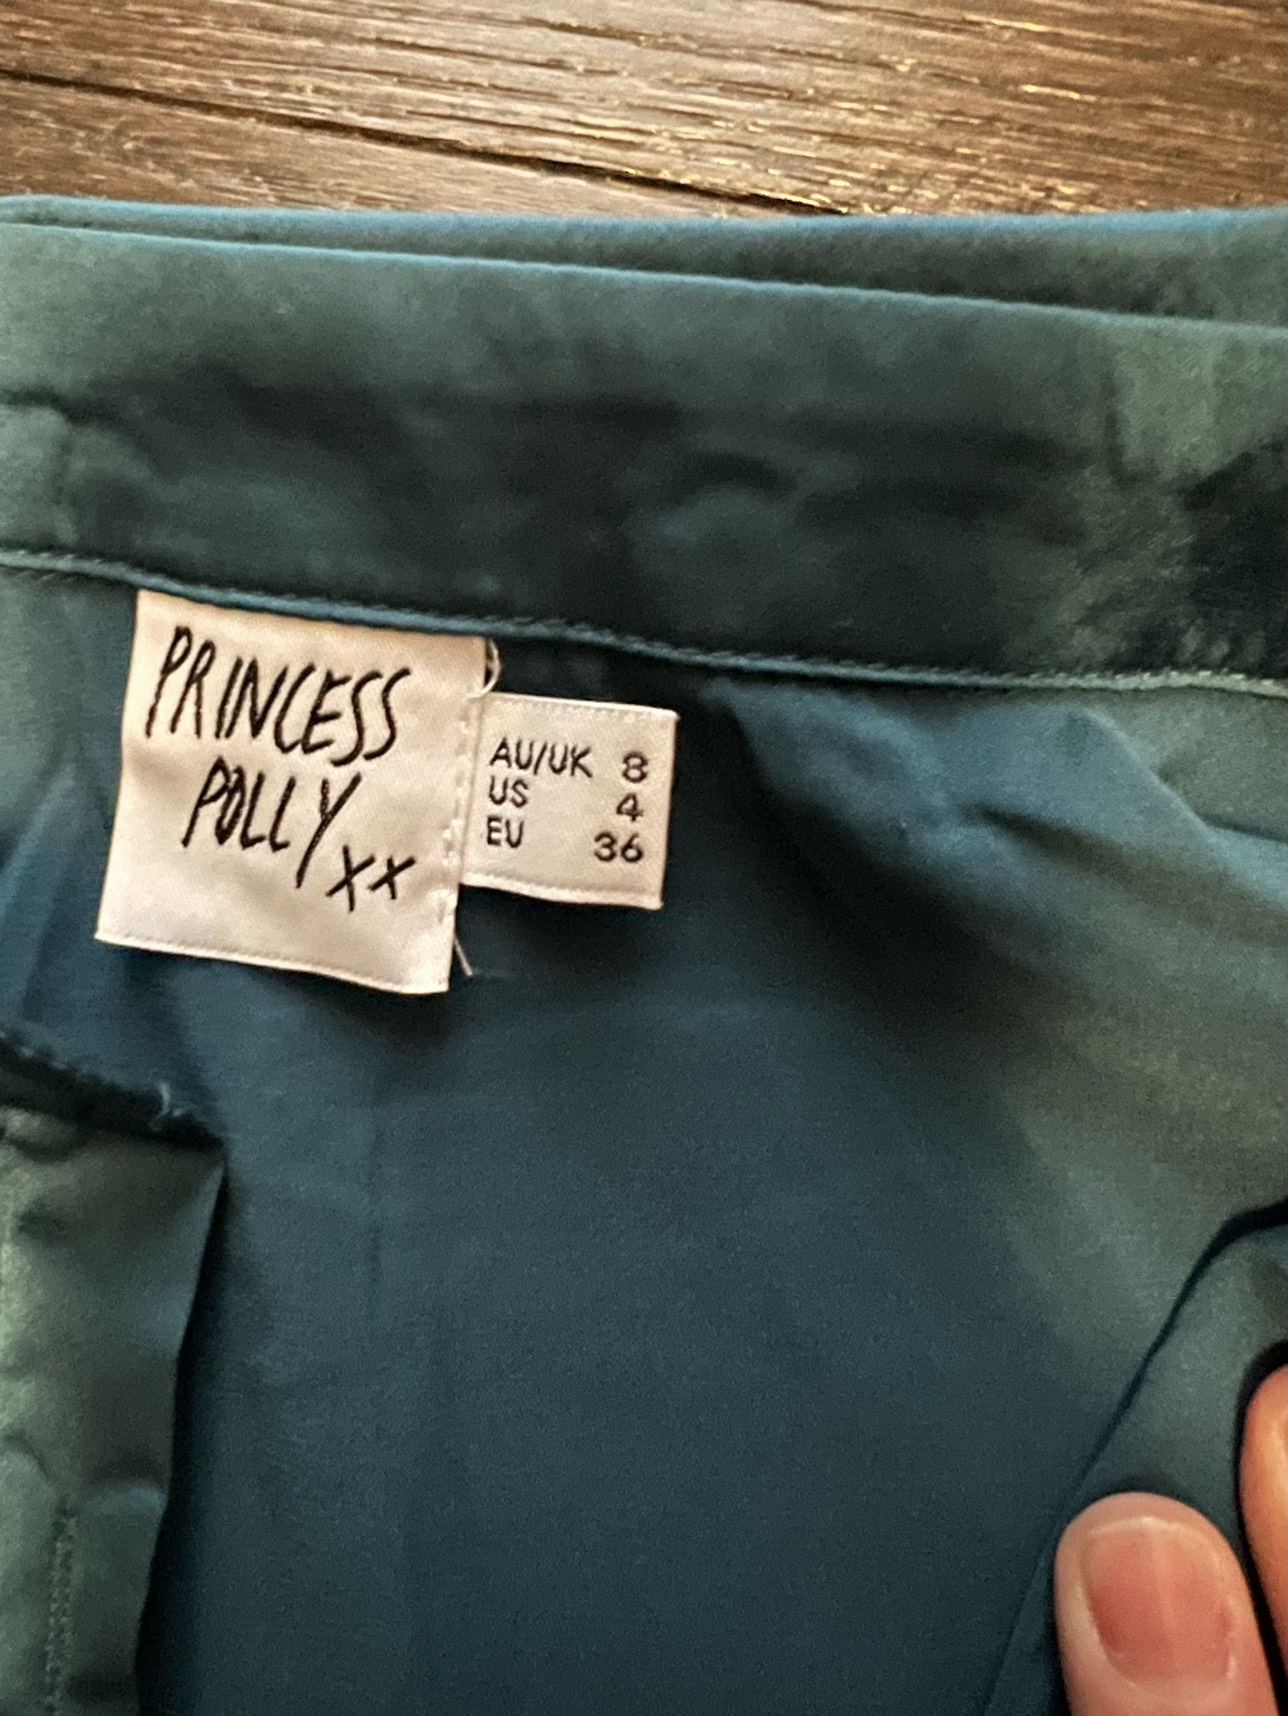 PRINCESS
POLLY xx
AU/UK 8
US 4
EU 36